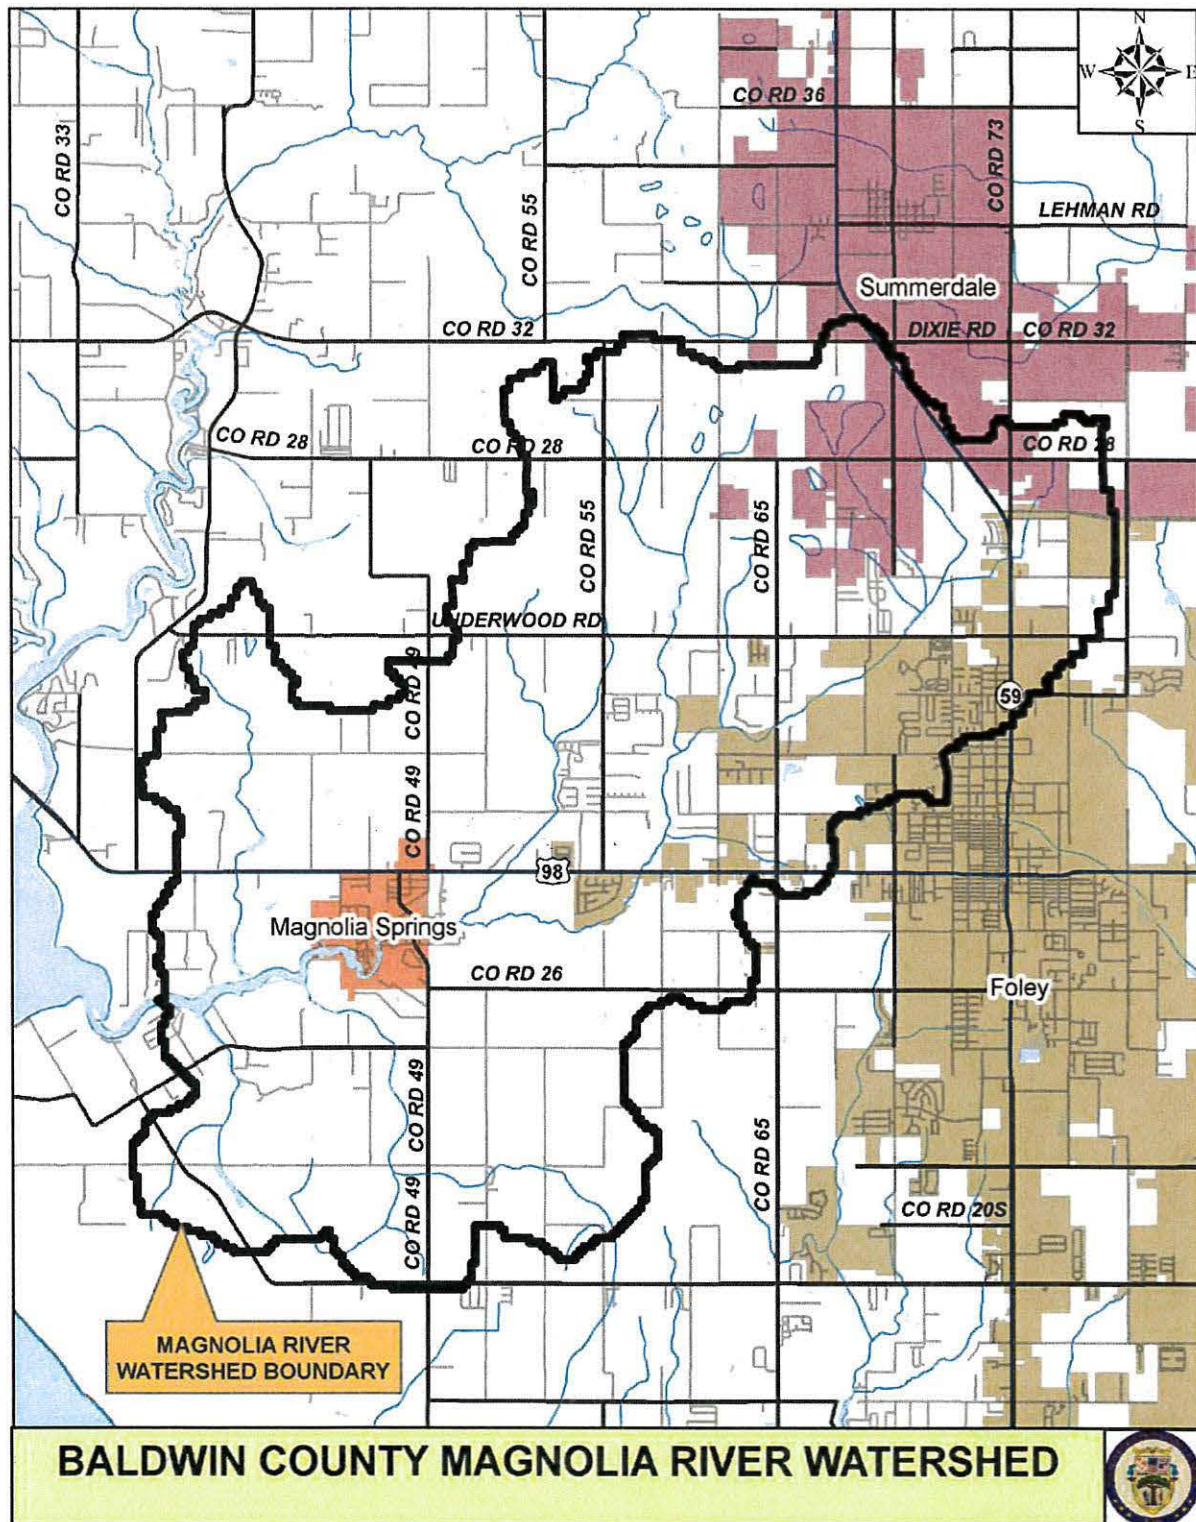 N
W E
S
CO RD 36
CO RD 33
CO RD 73
CO RD 55
LEHMAN RD
Summerdale
CO RD 32
DIXIE RD
CO RD 32
CO RD 28
CO RD 28
CO RD 28
CO RD 55
CO RD 65
UNDERWOOD RD
CO RD 49
59
CO RD 49
98
Magnolia Springs
CO RD 26
Foley
CO RD 49
CO RD 65
CO RD 49
CO RD 20S
MAGNOLIA RIVER
WATERSHED BOUNDARY
BALDWIN COUNTY MAGNOLIA RIVER WATERSHED